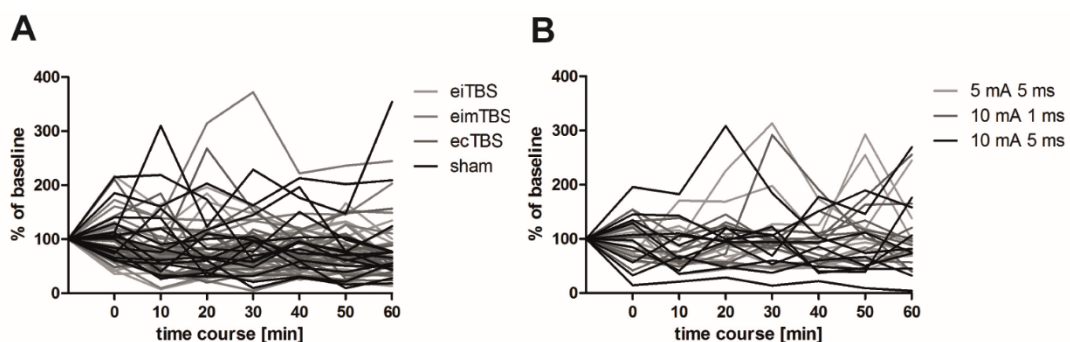 A
% of baseline
400
300
200
100
0
0 10 20 30 40 50 60
time course [min]
eiTBS
eimTBS
ecTBS
sham
B
% of baseline
400
300
200
100
0
0 10 20 30 40 50 60
time course [min]
5 mA 5 ms
10 mA 1 ms
10 mA 5 ms